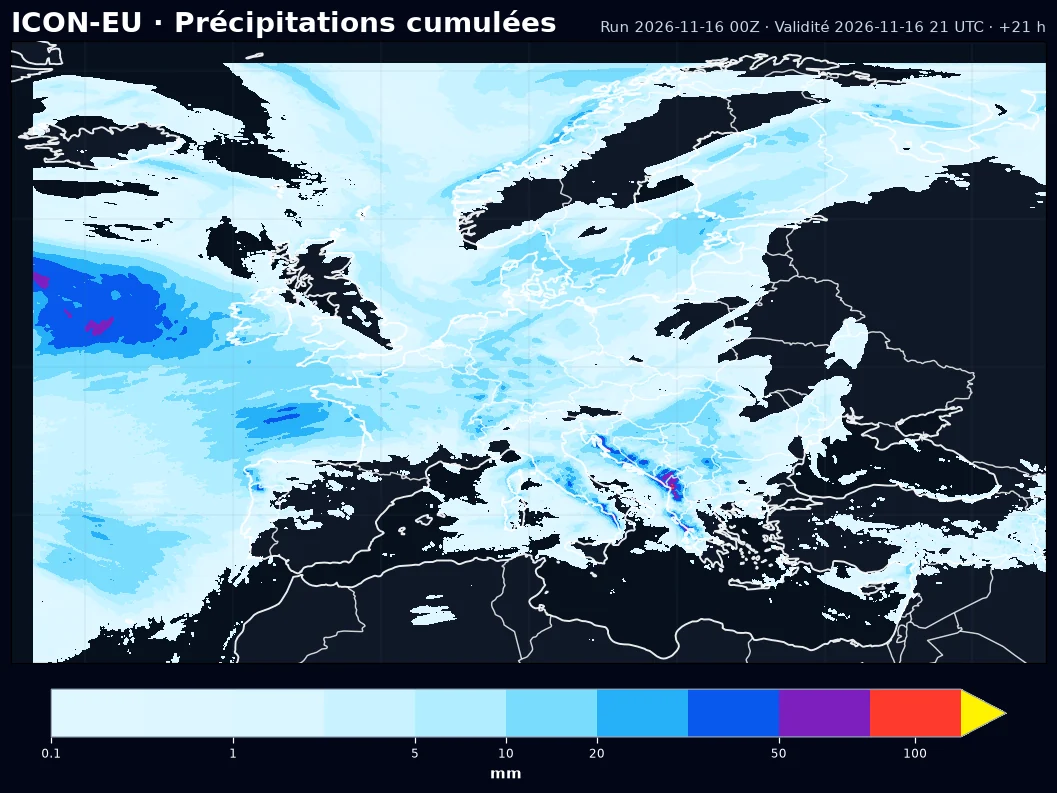 ICON-EU · Précipitations cumulées
Run 2026-11-16 00Z · Validité 2026-11-16 21 UTC · +21 h
0.1 1 5 10 20 50 100
mm